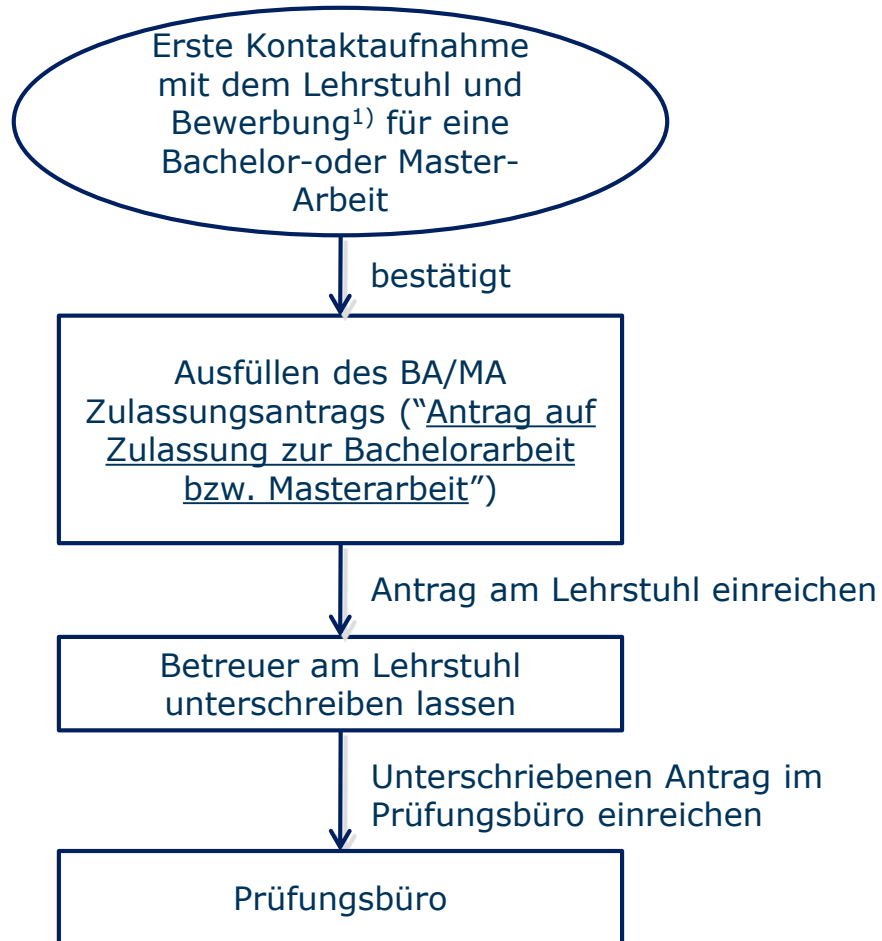 Erste Kontaktaufnahme
mit dem Lehrstuhl und
Bewerbung¹⁾ für eine
Bachelor-oder Master-
Arbeit
bestätigt
Ausfüllen des BA/MA
Zulassungsantrags (“Antrag auf
Zulassung zur Bachelorarbeit
bzw. Masterarbeit”)
Antrag am Lehrstuhl einreichen
Betreuer am Lehrstuhl
unterschreiben lassen
Unterschriebenen Antrag im
Prüfungsbüro einreichen
Prüfungsbüro